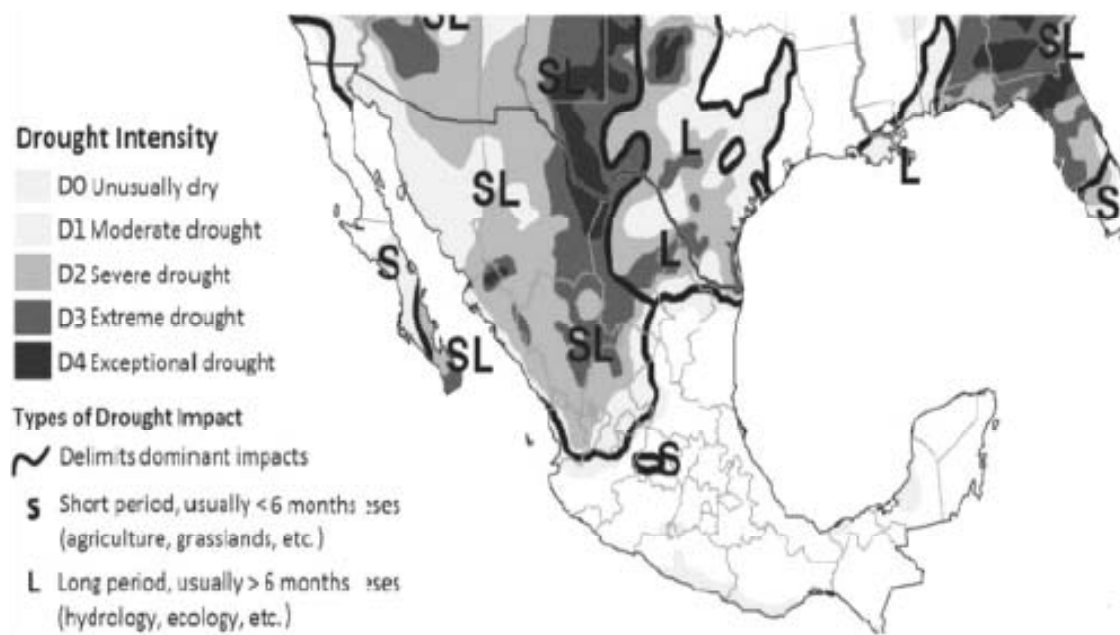 SL
SL
SL
Drought Intensity
D0 Unusually dry
L
SL
D1 Moderate drought
L
S
S
L
D2 Severe drought
D3 Extreme drought
SL
SL
D4 Exceptional drought
Types of Drought Impact
Delimits dominant impacts
S
S Short period, usually < 6 months :eses
(agriculture, grasslands, etc.)
L Long period, usually > 6 months :eses
(hydrology, ecology, etc.)